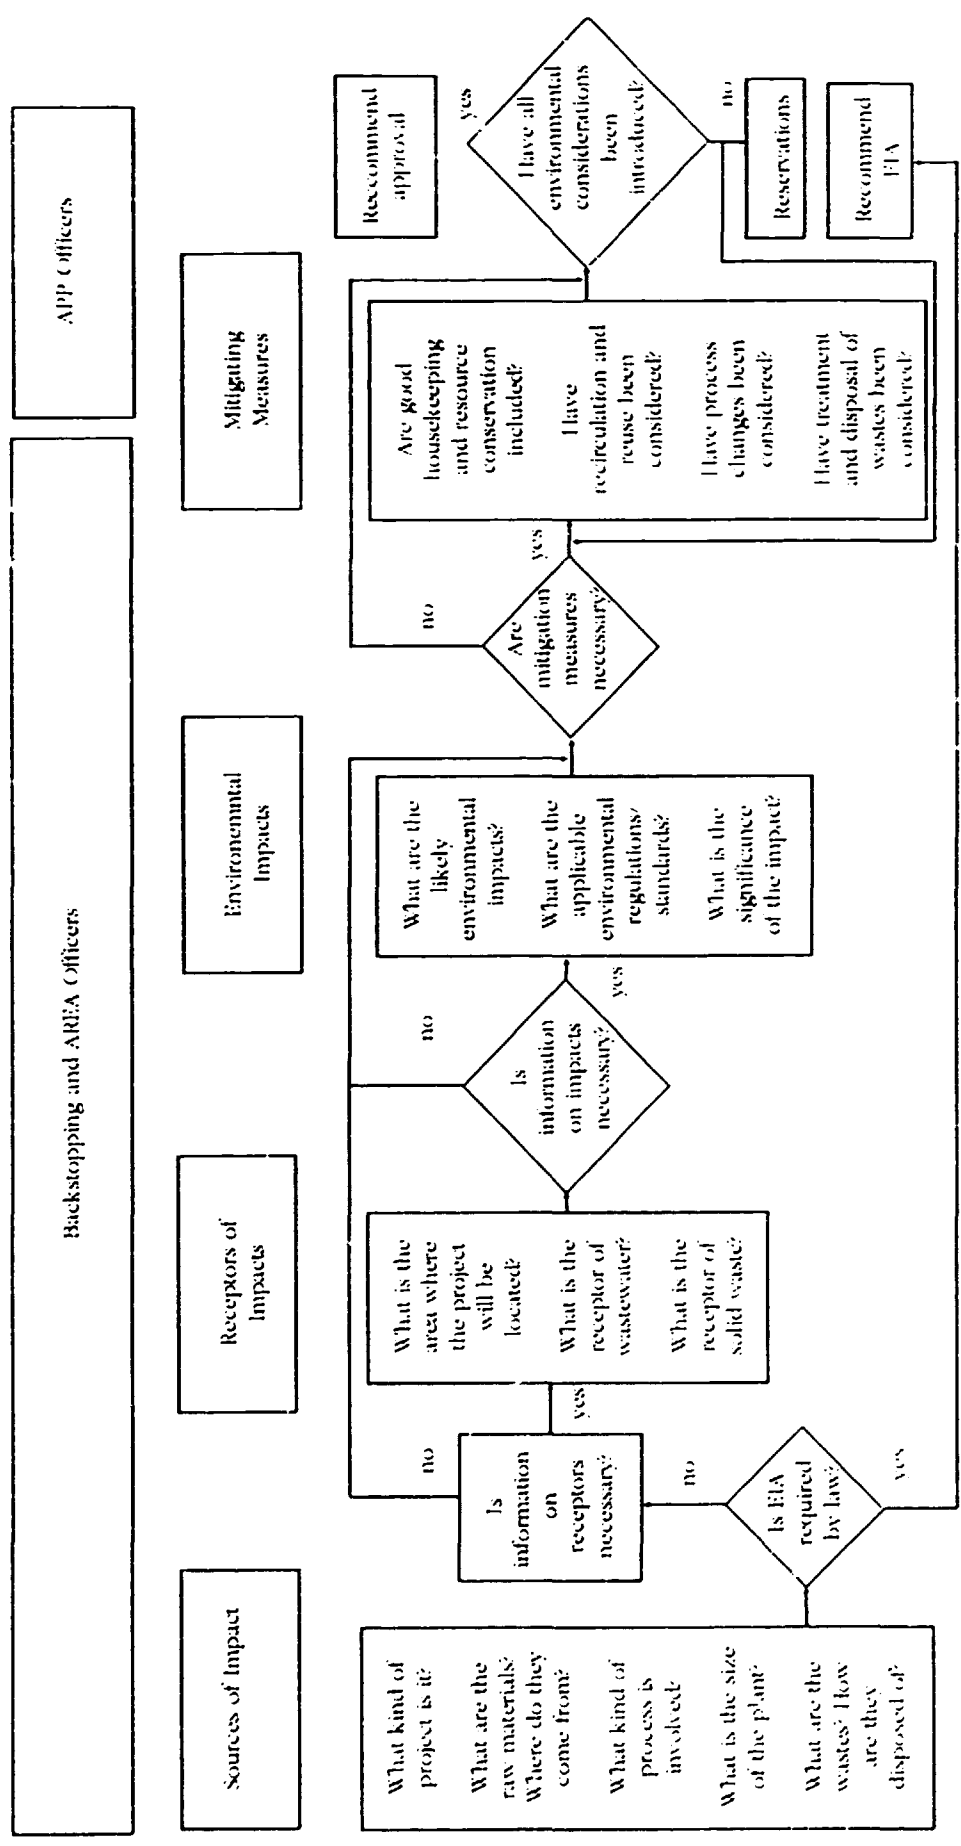 Backstopping and AREA Officers
APP Officers
Sources of Impact
Receptors of
Impacts
Environemntal
Impacts
Mitigating
Measures
What kind of
project is it?
What are the
raw materials?
Where do they
come from?
What kind of
process is
involved?
What is the size
of the plant?
What are the
wastes? How
are they
disposed of?
Is EIA
required
by law?
no
yes
Is
information
on
receptors
necessary?
no
yes
What is the
area where
the project
will be
located?
What is the
receptor of
wastewater?
What is the
receptor of
solid waste?
Is
information
on impacts
necessary?
no
yes
What are the
likely
environmental
impacts?
What are the
applicable
environmental
regulations/
standards?
What is the
significance
of the impact?
Are
mitigation
measures
necessary?
no
yes
Are good
housekeeping
and resource
conservation
included?
Have
recirculation and
reuse been
considered?
Have process
changes been
considered?
Have treatment
and disposal of
wastes been
considered?
Have all
environmental
considerations
been
introduced?
yes
no
Reccommend
approval
Reservations
Recommend
EIA